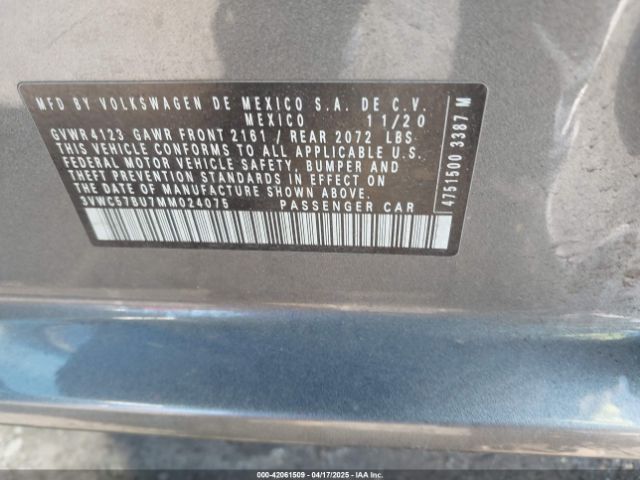 MFD BY VOLKSWAGEN DE MEXICO S.A. DE C.V.
MEXICO 11/20
GVWR 4123 GAWR FRONT 2161 / REAR 2072 LBS
THIS VEHICLE CONFORMS TO ALL APPLICABLE U.S.
FEDERAL MOTOR VEHICLE SAFETY, BUMPER AND
THEFT PREVENTION STANDARDS IN EFFECT ON
THE DATE OF MANUFACTURE SHOWN ABOVE.
3VWC57BU7MM024075 PASSENGER CAR
4751500 3387 M
000-42061509 - 04/17/2025 - IAA Inc.